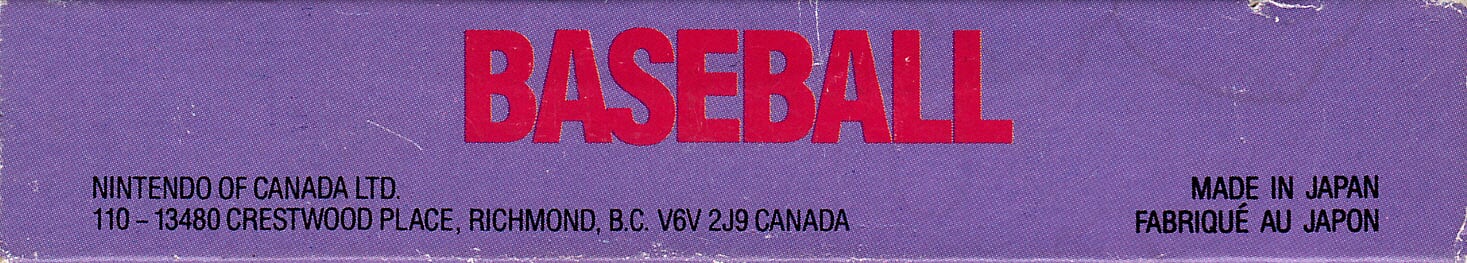 BASEBALL
NINTENDO OF CANADA LTD.
110 – 13480 CRESTWOOD PLACE, RICHMOND, B.C. V6V 2J9 CANADA
MADE IN JAPAN
FABRIQUÉ AU JAPON